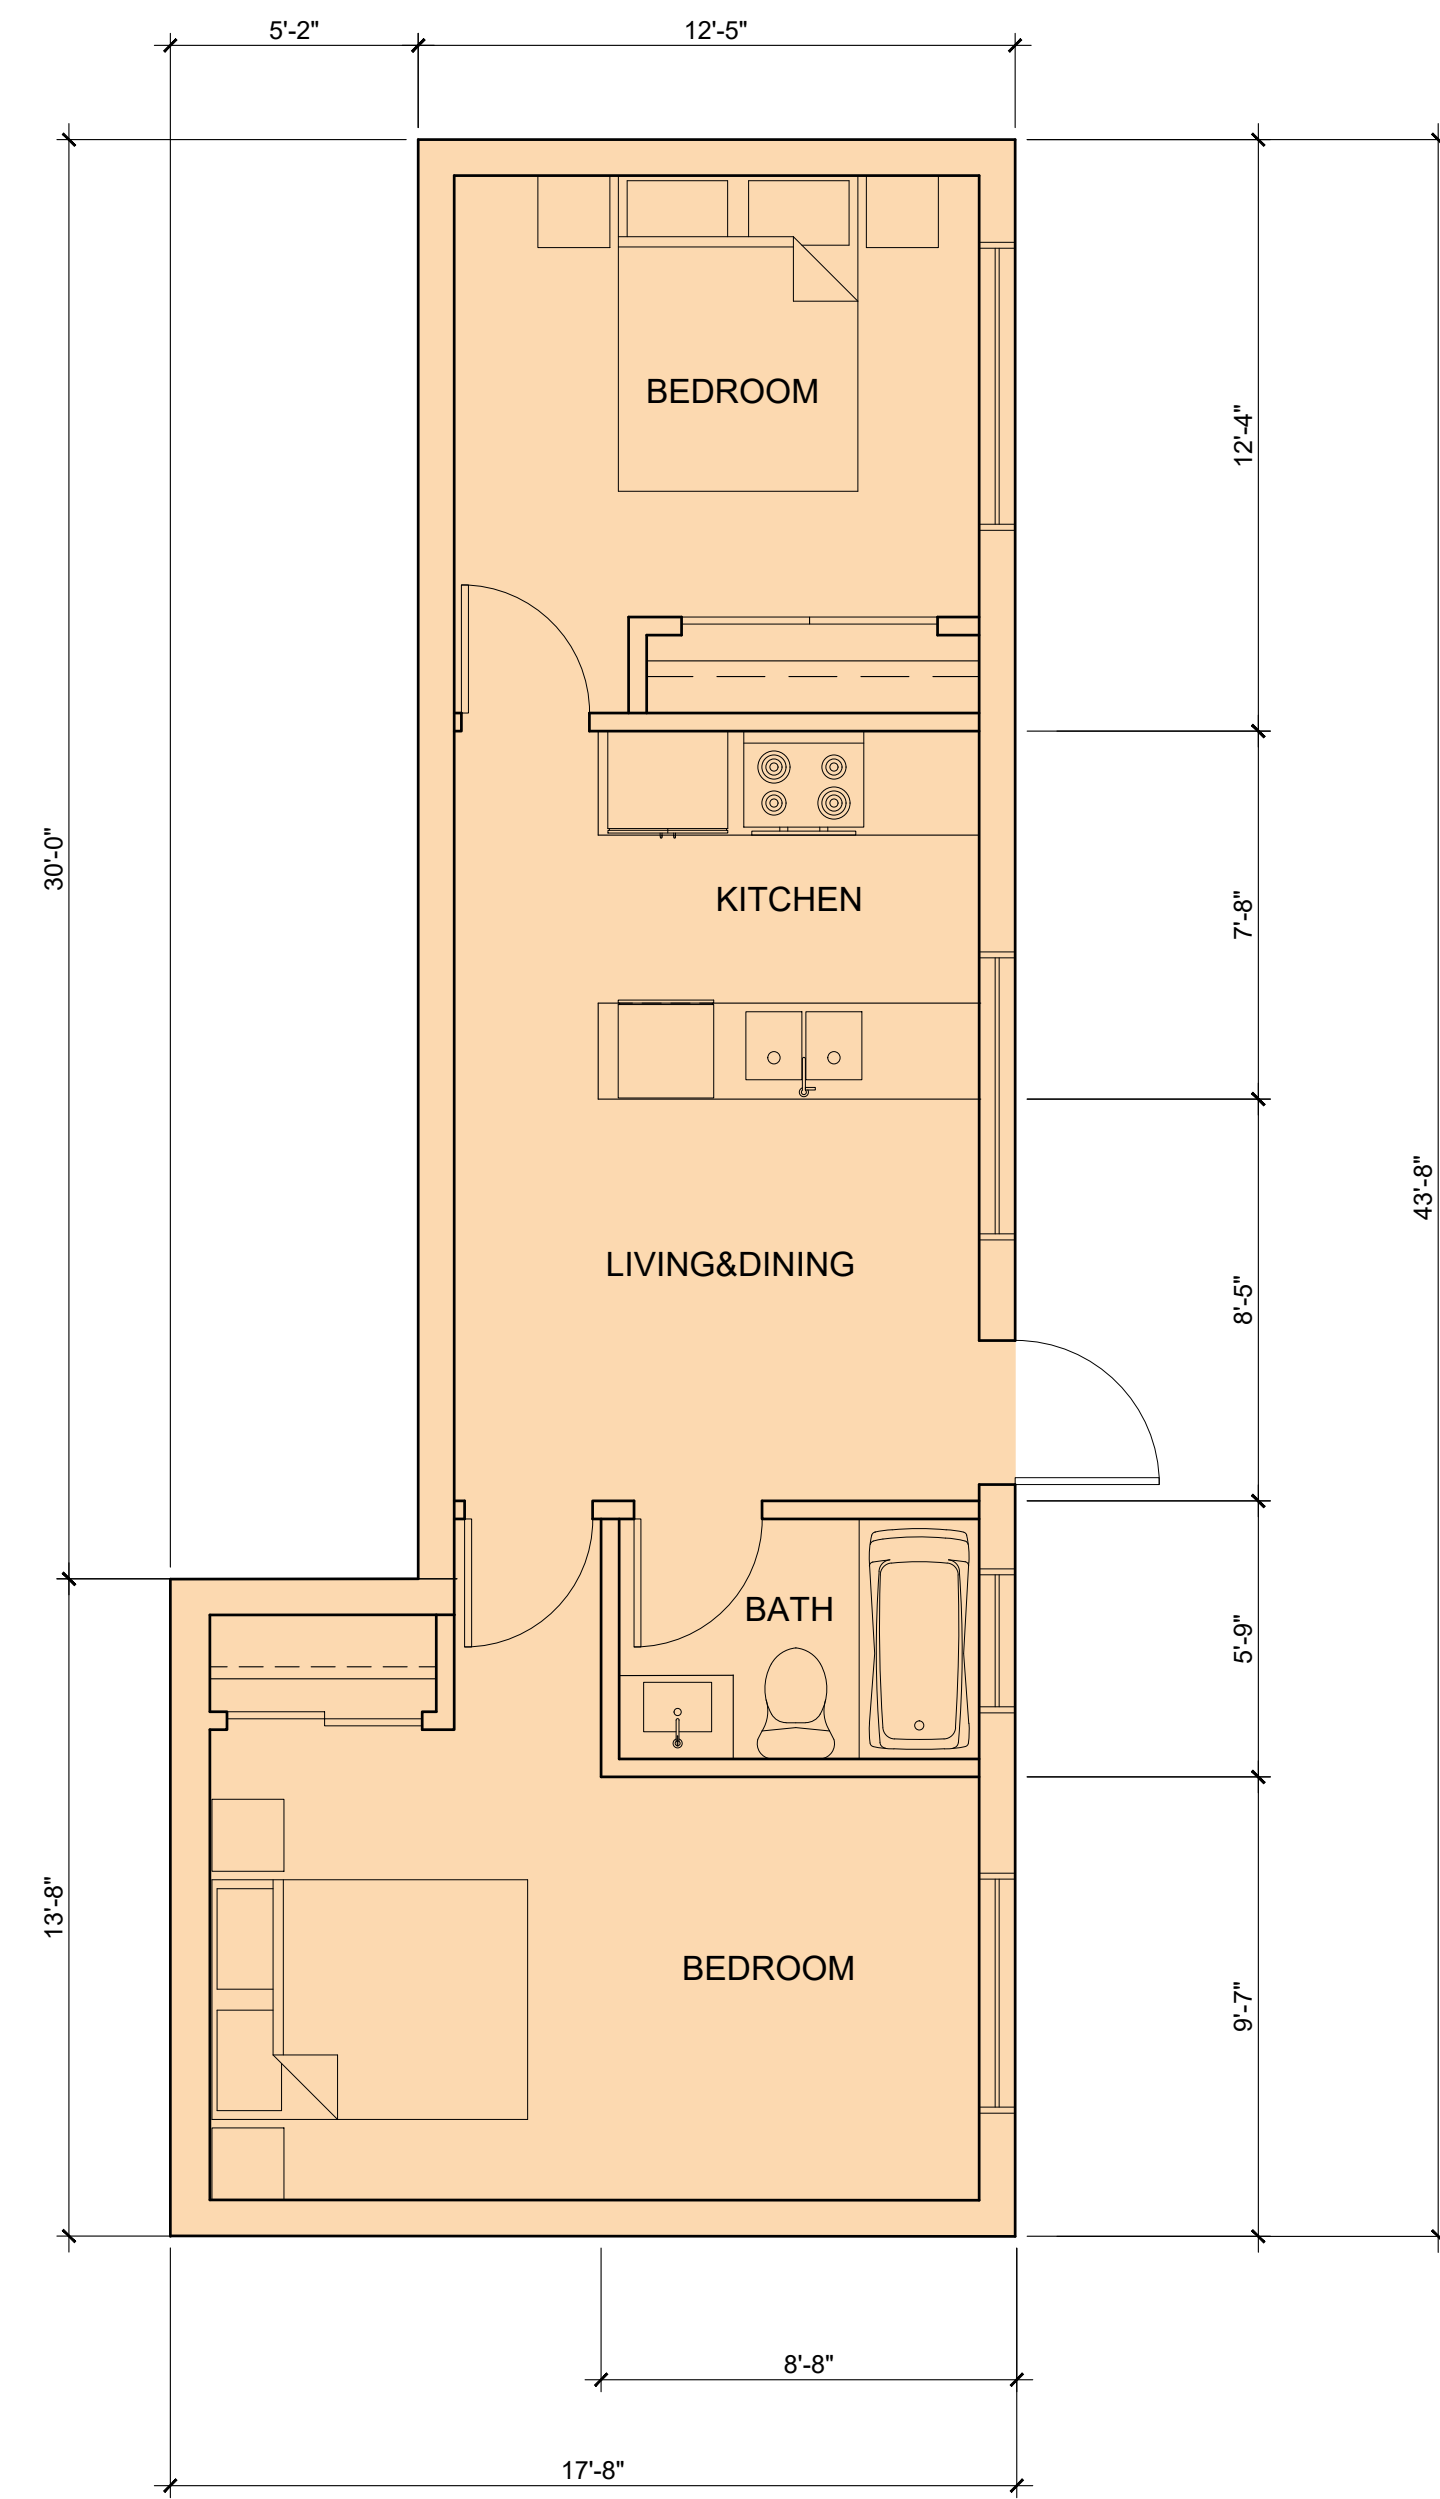 5'-2"
12'-5"
BEDROOM
12'-4"
30'-0"
KITCHEN
7'-8"
43'-8"
LIVING&DINING
8'-5"
BATH
5'-9"
13'-8"
BEDROOM
9'-7"
8'-8"
17'-8"